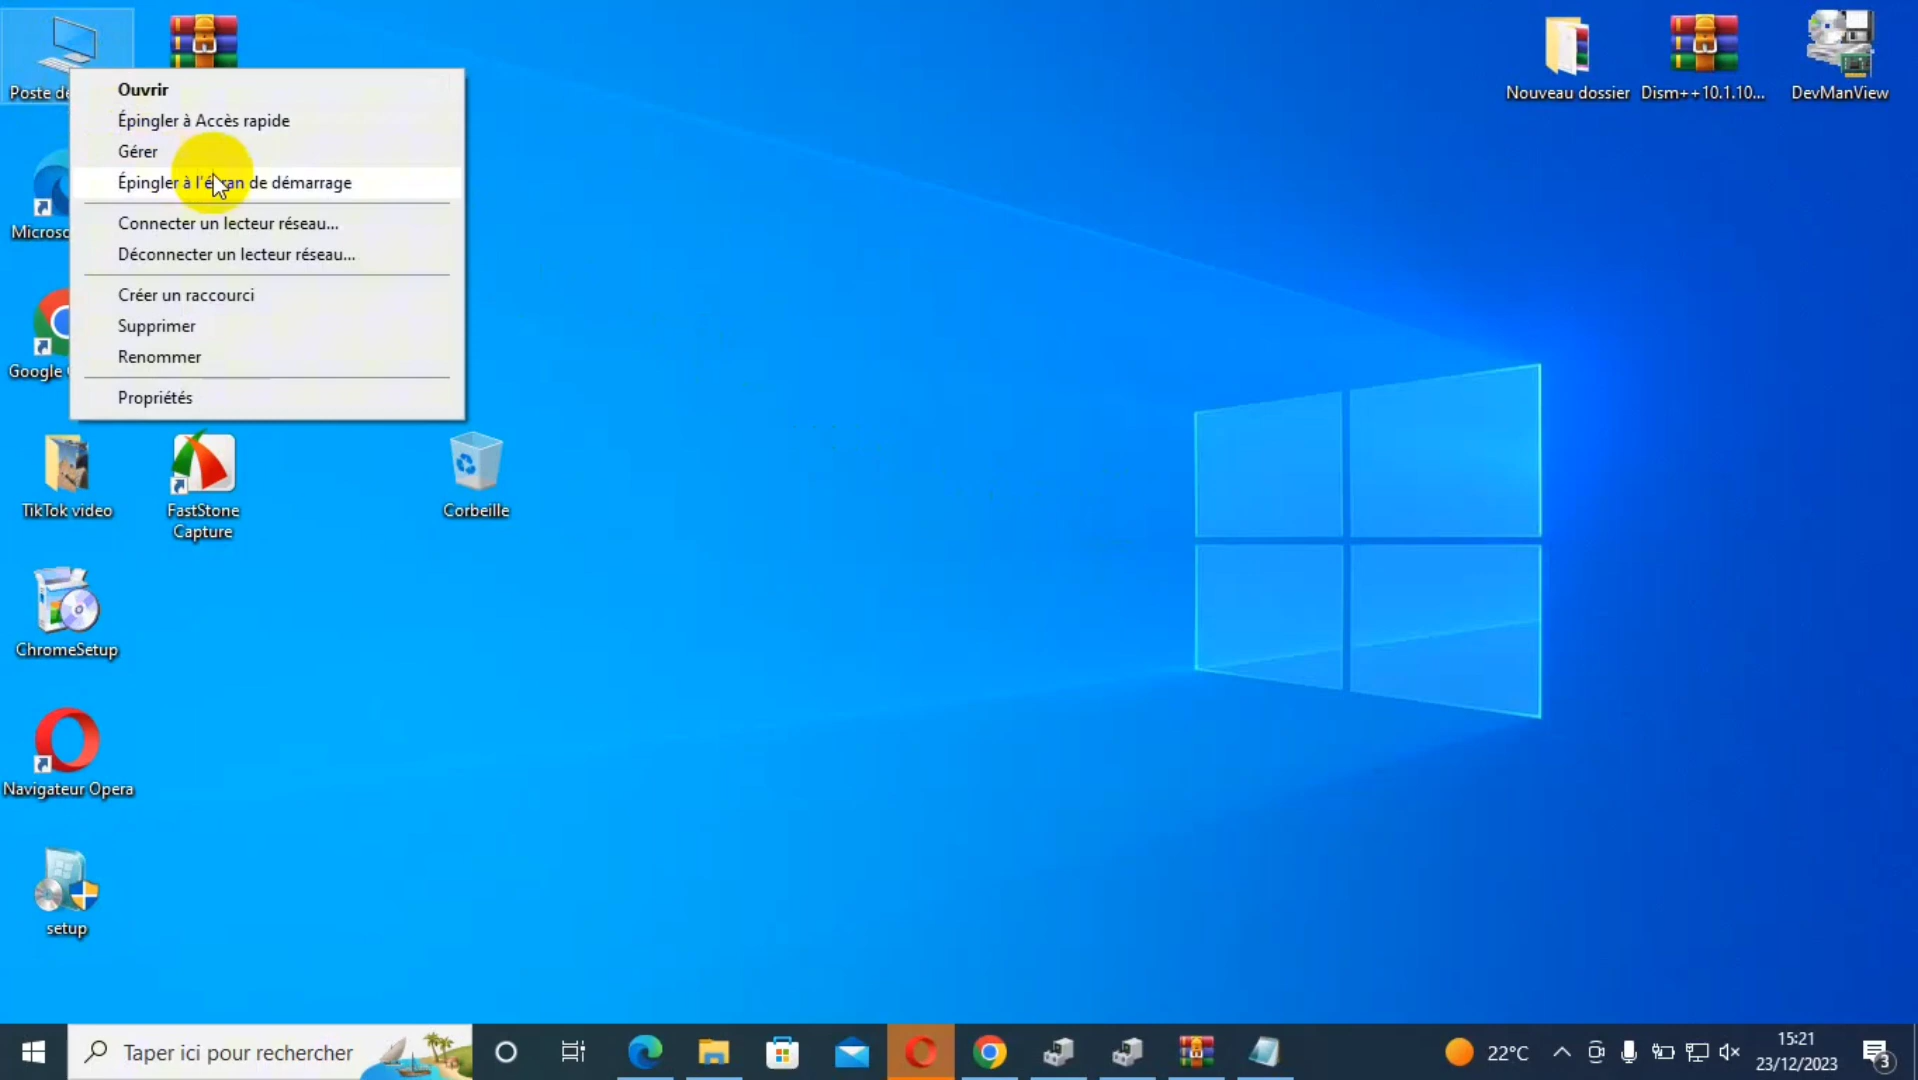 Poste de
Ouvrir
Épingler à Accès rapide
Gérer
Épingler à l'écran de démarrage
Connecter un lecteur réseau...
Déconnecter un lecteur réseau...
Créer un raccourci
Supprimer
Renommer
Propriétés
Nouveau dossier
Dism++10.1.10...
DevManView
Microso
Google
TikTok video
FastStone
Capture
Corbeille
ChromeSetup
Navigateur Opera
setup
Taper ici pour rechercher
22°C
15:21
23/12/2023
3